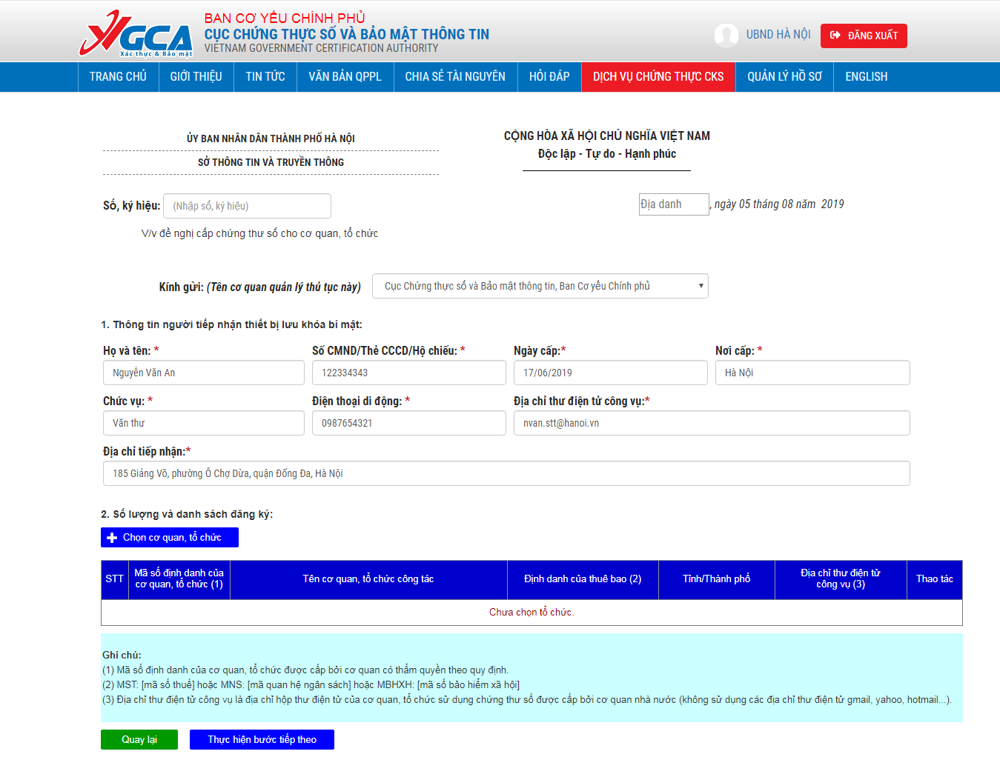 YGCA
Xác thực & Bảo mật
BAN CƠ YẾU CHÍNH PHỦ
CỤC CHỨNG THỰC SỐ VÀ BẢO MẬT THÔNG TIN
VIETNAM GOVERNMENT CERTIFICATION AUTHORITY
UBND HÀ NỘI
ĐĂNG XUẤT
TRANG CHỦ GIỚI THIỆU TIN TỨC VĂN BẢN QPPL CHIA SẺ TÀI NGUYÊN HỎI ĐÁP DỊCH VỤ CHỨNG THỰC CKS QUẢN LÝ HỒ SƠ ENGLISH
ỦY BAN NHÂN DÂN THÀNH PHỐ HÀ NỘI
SỞ THÔNG TIN VÀ TRUYỀN THÔNG
CỘNG HÒA XÃ HỘI CHỦ NGHĨA VIỆT NAM
Độc lập - Tự do - Hạnh phúc
Số, ký hiệu: (Nhập số, ký hiệu)
Địa danh , ngày 05 tháng 08 năm 2019
V/v đề nghị cấp chứng thư số cho cơ quan, tổ chức
Kính gửi: (Tên cơ quan quản lý thủ tục này) Cục Chứng thực số và Bảo mật thông tin, Ban Cơ yếu Chính phủ
1. Thông tin người tiếp nhận thiết bị lưu khóa bí mật:
Họ và tên: * Số CMND/Thẻ CCCD/Hộ chiếu: * Ngày cấp:* Nơi cấp: *
Nguyễn Văn An 122334343 17/06/2019 Hà Nội
Chức vụ: * Điện thoại di động: * Địa chỉ thư điện tử công vụ:*
Văn thư 0987654321 nvan.stt@hanoi.vn
Địa chỉ tiếp nhận:*
185 Giảng Võ, phường Ô Chợ Dừa, quận Đống Đa, Hà Nội
2. Số lượng và danh sách đăng ký:
Chọn cơ quan, tổ chức
STT
Mã số định danh của
cơ quan, tổ chức (1)
Tên cơ quan, tổ chức công tác
Định danh của thuê bao (2)
Tỉnh/Thành phố
Địa chỉ thư điện tử
công vụ (3)
Thao tác
Chưa chọn tổ chức.
Ghi chú:
(1) Mã số định danh của cơ quan, tổ chức được cấp bởi cơ quan có thẩm quyền theo quy định.
(2) MST: [mã số thuế] hoặc MNS: [mã quan hệ ngân sách] hoặc MBHXH: [mã số bảo hiểm xã hội]
(3) Địa chỉ thư điện tử công vụ là địa chỉ hộp thư điện tử của cơ quan, tổ chức sử dụng chứng thư số được cấp bởi cơ quan nhà nước (không sử dụng các địa chỉ thư điện tử gmail, yahoo, hotmail...).
Quay lại
Thực hiện bước tiếp theo